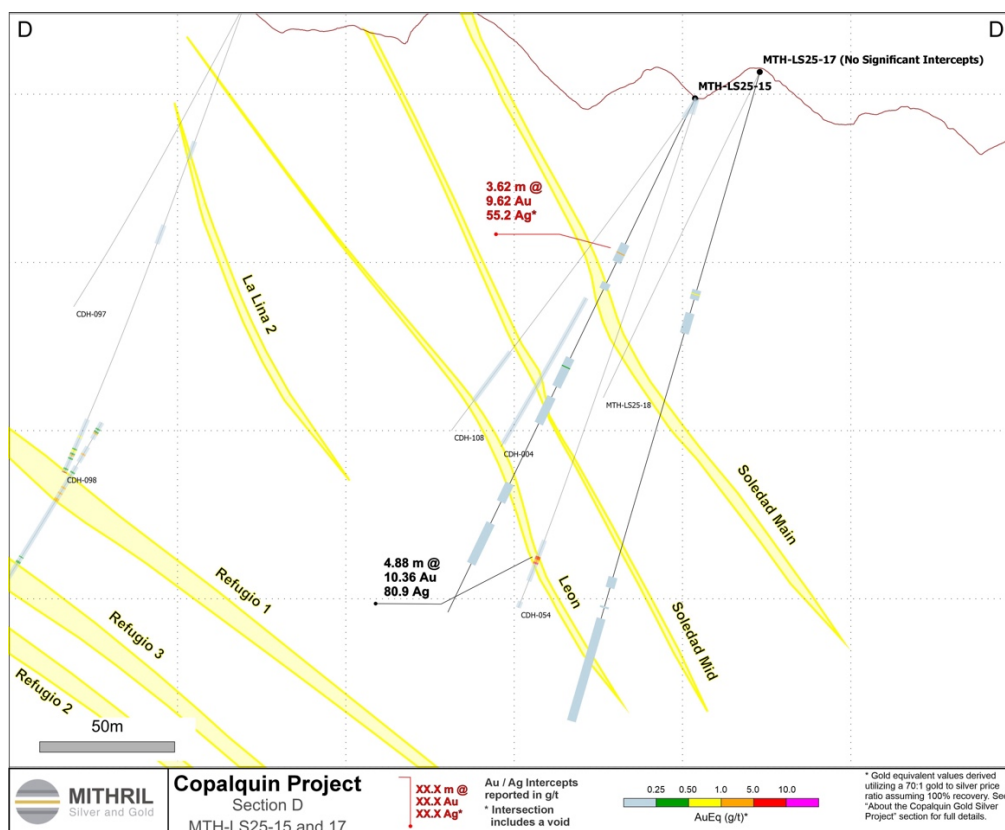 D
D
MTH-LS25-17 (No Significant Intercepts)
MTH-LS25-15
3.62 m @
9.62 Au
55.2 Ag*
La Lina 2
CDH-097
CDH-108
CDH-004
MTH-LS25-18
CDH-098
Soledad Main
4.88 m @
10.36 Au
80.9 Ag
Leon
CDH-054
Soledad Mid
Refugio 1
Refugio 3
Refugio 2
50m
MITHRIL
Silver and Gold
Copalquin Project
Section D
MTH-LS25-15 and 17
XX.X m @
XX.X Au
XX.X Ag*
Au / Ag Intercepts
reported in g/t
* Intersection
includes a void
0.25 0.50 1.0 5.0 10.0
AuEq (g/t)*
* Gold equivalent values derived
utilizing a 70:1 gold to silver price
ratio assuming 100% recovery. See
"About the Copalquin Gold Silver
Project" section for full details.